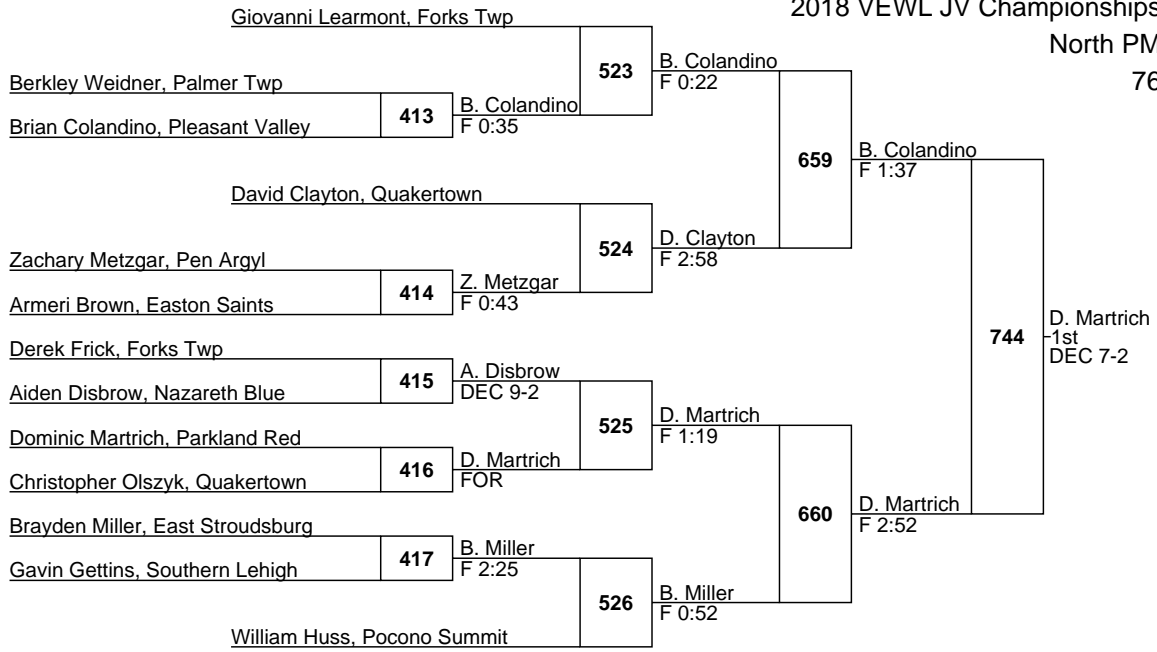 2018 VEWL JV Championships
North PM
76
Giovanni Learmont, Forks Twp
523
B. Colandino
F 0:22
Berkley Weidner, Palmer Twp
413
B. Colandino
F 0:35
Brian Colandino, Pleasant Valley
659
B. Colandino
F 1:37
David Clayton, Quakertown
524
D. Clayton
F 2:58
Zachary Metzgar, Pen Argyl
414
Z. Metzgar
F 0:43
Armeri Brown, Easton Saints
744
D. Martrich
1st
DEC 7-2
Derek Frick, Forks Twp
415
A. Disbrow
DEC 9-2
Aiden Disbrow, Nazareth Blue
525
D. Martrich
F 1:19
Dominic Martrich, Parkland Red
416
D. Martrich
FOR
Christopher Olszyk, Quakertown
660
D. Martrich
F 2:52
Brayden Miller, East Stroudsburg
417
B. Miller
F 2:25
Gavin Gettins, Southern Lehigh
526
B. Miller
F 0:52
William Huss, Pocono Summit